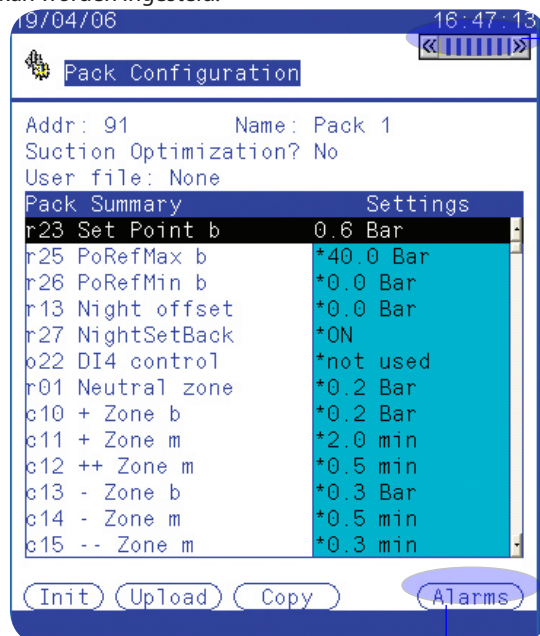 kan worden ingesteld.
19/04/06 16:47:13
« »
Pack Configuration
Addr: 91 Name: Pack 1
Suction Optimization? No
User file: None
Pack Summary Settings
r23 Set Point b 0.6 Bar
r25 PoRefMax b *40.0 Bar
r26 PoRefMin b *0.0 Bar
r13 Night offset *0.0 Bar
r27 NightSetBack *ON
o22 DI4 control *not used
r01 Neutral zone *0.2 Bar
c10 + Zone b *0.2 Bar
c11 + Zone m *2.0 min
c12 ++ Zone m *0.5 min
c13 - Zone b *0.3 Bar
c14 - Zone m *0.5 min
c15 -- Zone m *0.3 min
Init Upload Copy Alarms